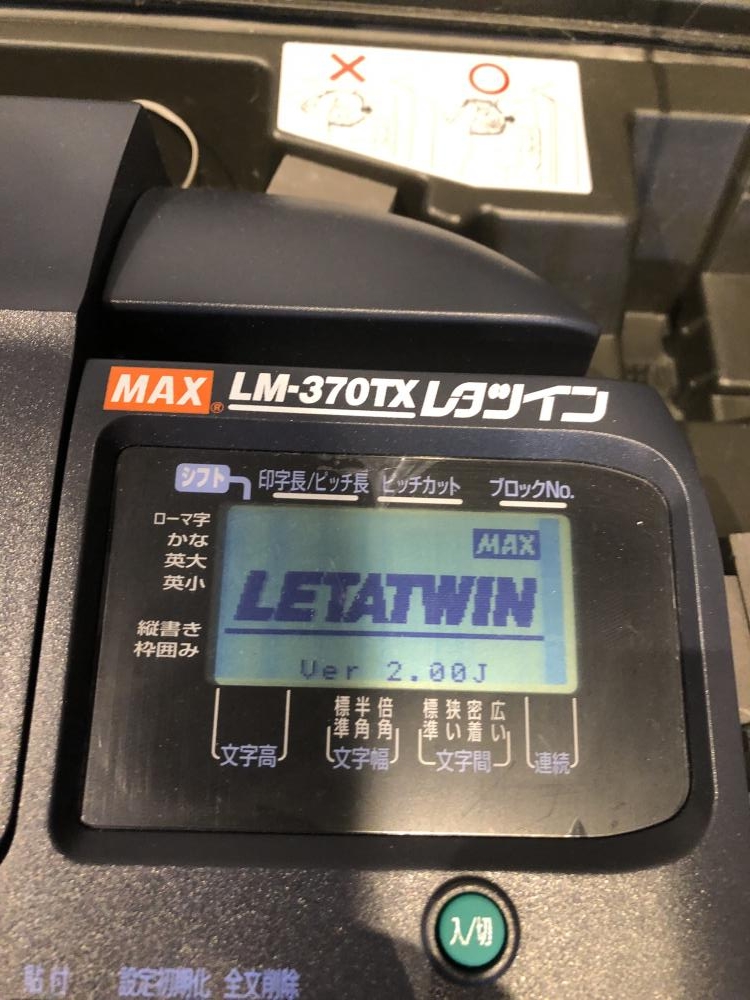 MAX® LM-370TX レタツイン
シフト 印字長/ピッチ長 ピッチカット ブロックNo.
ローマ字
かな
英大
英小
縦書き
枠囲み
MAX
LETATWIN
Ver 2.00J
標準 半角 倍角 標準 狭い 密着 広い
文字高 文字幅 文字間 連続
入/切
貼付 設定初期化 全文削除